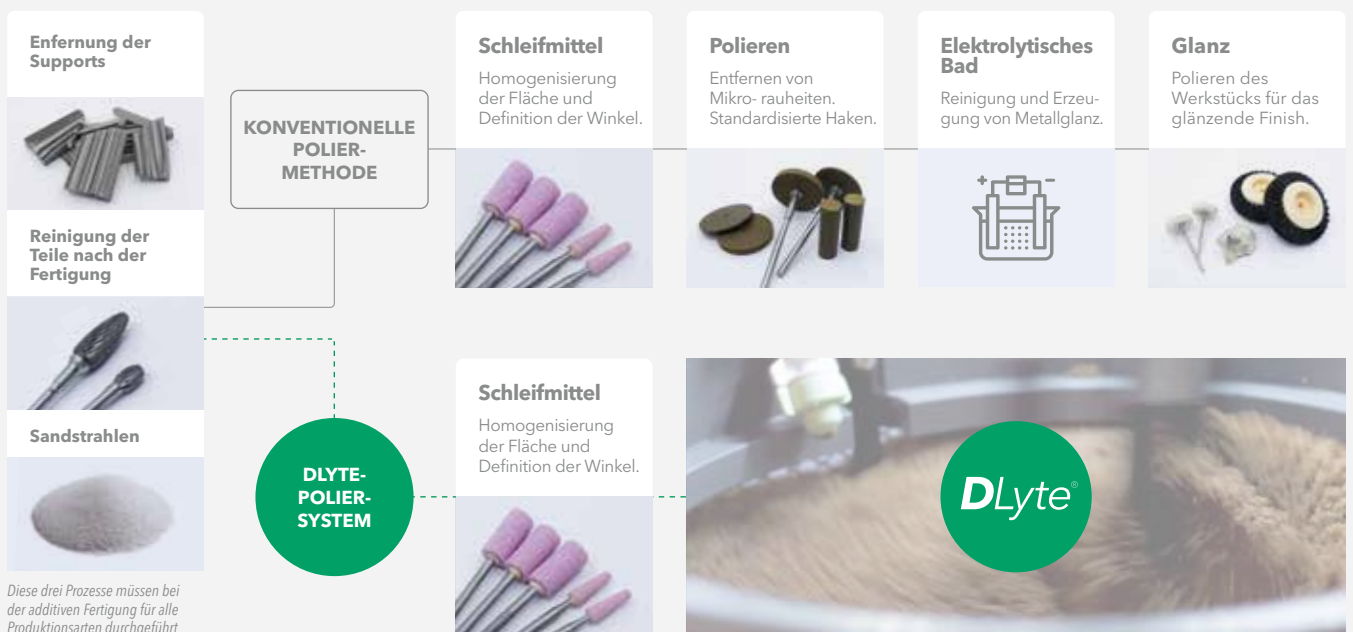 Enfernung der
Supports
Reinigung der
Teile nach der
Fertigung
Sandstrahlen
Diese drei Prozesse müssen bei
der additiven Fertigung für alle
Produktionsarten durchgeführt
KONVENTIONELLE
POLIER-
METHODE
Schleifmittel
Homogenisierung
der Fläche und
Definition der Winkel.
Polieren
Entfernen von
Mikro- rauheiten.
Standardisierte Haken.
Elektrolytisches
Bad
Reinigung und Erzeu-
gung von Metallglanz.
Glanz
Polieren des
Werkstücks für das
glänzende Finish.
DLYTE-
POLIER-
SYSTEM
Schleifmittel
Homogenisierung
der Fläche und
Definition der Winkel.
DLyte®